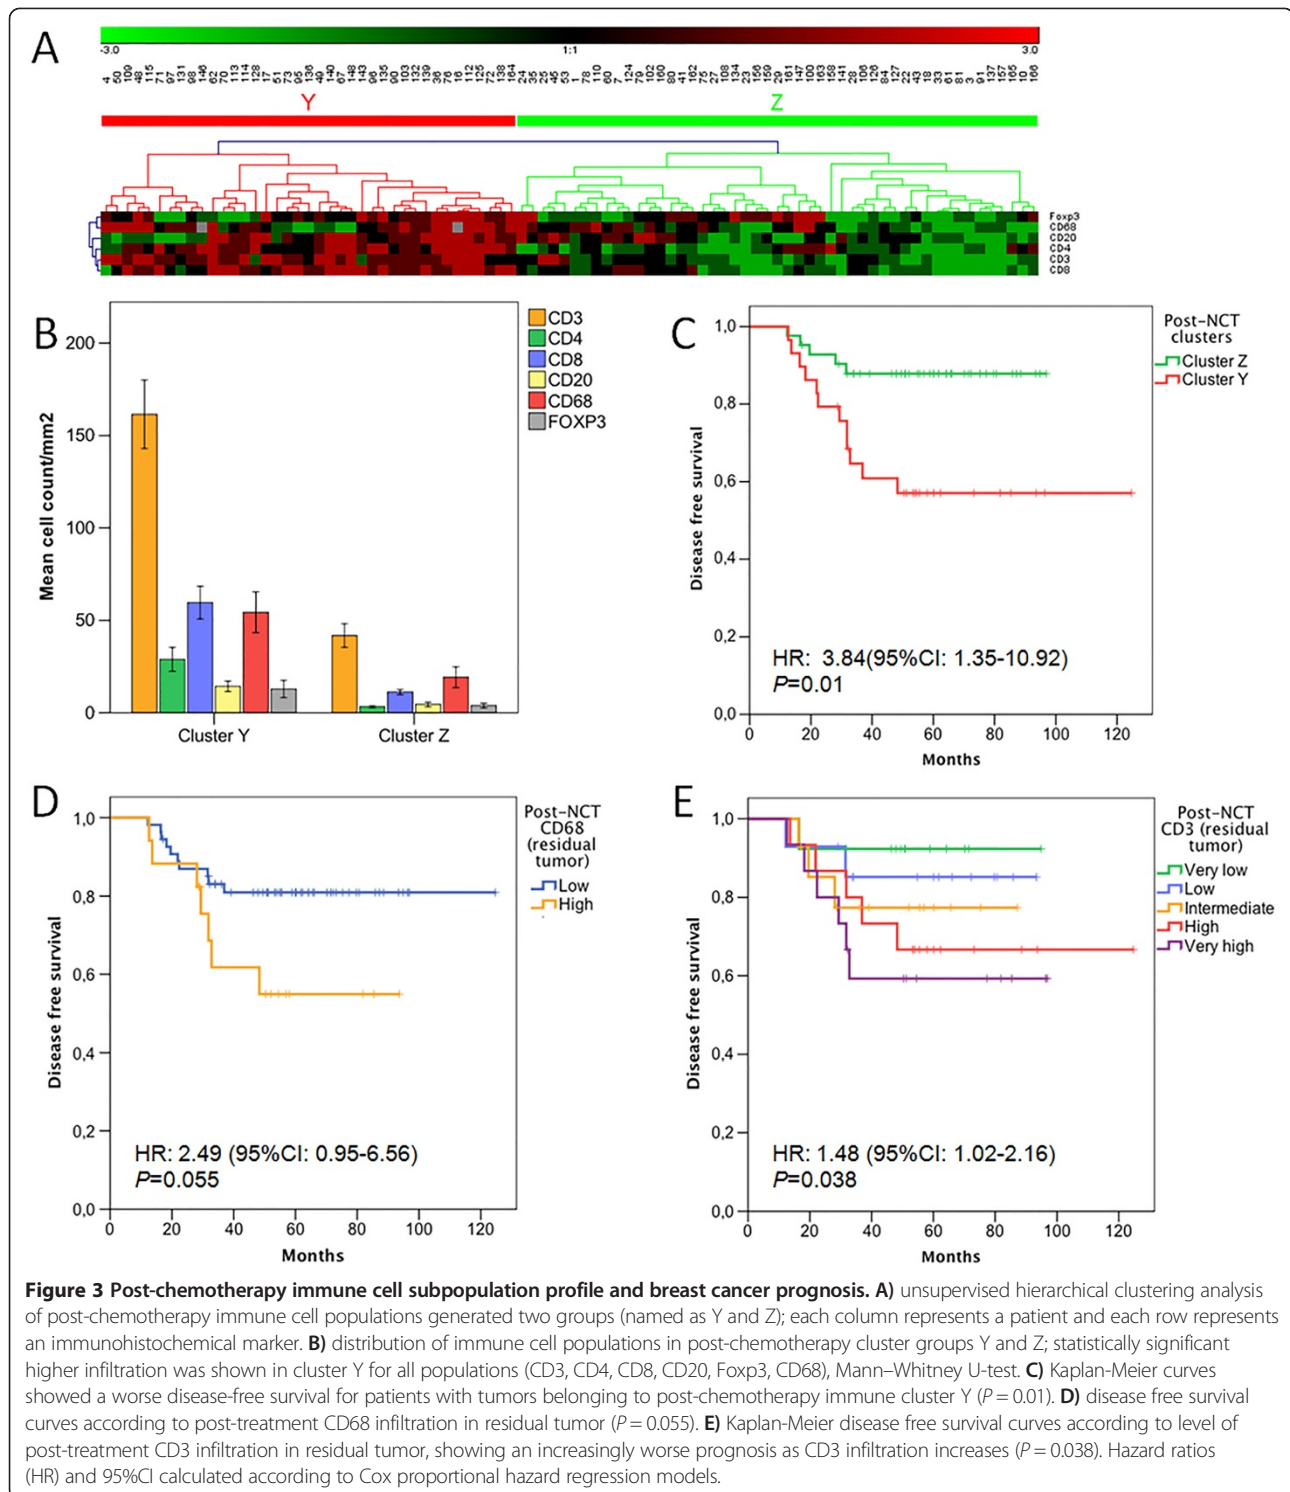 A
-3.0 1:1 3.0
Y Z
Foxp3
CD68
CD20
CD4
CD3
CD8
B
Mean cell count/mm2
200
150
100
50
0
Cluster Y Cluster Z
CD3
CD4
CD8
CD20
CD68
FOXP3
C
Disease free survival
1,0
0,8
0,6
0,4
0,2
0,0
0 20 40 60 80 100 120
Months
HR: 3.84(95%CI: 1.35-10.92)
P=0.01
Post-NCT
clusters
Cluster Z
Cluster Y
D
Disease free survival
1,0
0,8
0,6
0,4
0,2
0,0
0 20 40 60 80 100 120
Months
HR: 2.49 (95%CI: 0.95-6.56)
P=0.055
Post-NCT
CD68
(residual
tumor)
Low
High
E
Disease free survival
1,0
0,8
0,6
0,4
0,2
0,0
0 20 40 60 80 100 120
Months
HR: 1.48 (95%CI: 1.02-2.16)
P=0.038
Post-NCT
CD3 (residual
tumor)
Very low
Low
Intermediate
High
Very high
Figure 3 Post-chemotherapy immune cell subpopulation profile and breast cancer prognosis. A) unsupervised hierarchical clustering analysis
of post-chemotherapy immune cell populations generated two groups (named as Y and Z); each column represents a patient and each row represents
an immunohistochemical marker. B) distribution of immune cell populations in post-chemotherapy cluster groups Y and Z; statistically significant
higher infiltration was shown in cluster Y for all populations (CD3, CD4, CD8, CD20, Foxp3, CD68), Mann–Whitney U-test. C) Kaplan-Meier curves
showed a worse disease-free survival for patients with tumors belonging to post-chemotherapy immune cluster Y (P = 0.01). D) disease free survival
curves according to post-treatment CD68 infiltration in residual tumor (P = 0.055). E) Kaplan-Meier disease free survival curves according to level of
post-treatment CD3 infiltration in residual tumor, showing an increasingly worse prognosis as CD3 infiltration increases (P = 0.038). Hazard ratios
(HR) and 95%CI calculated according to Cox proportional hazard regression models.